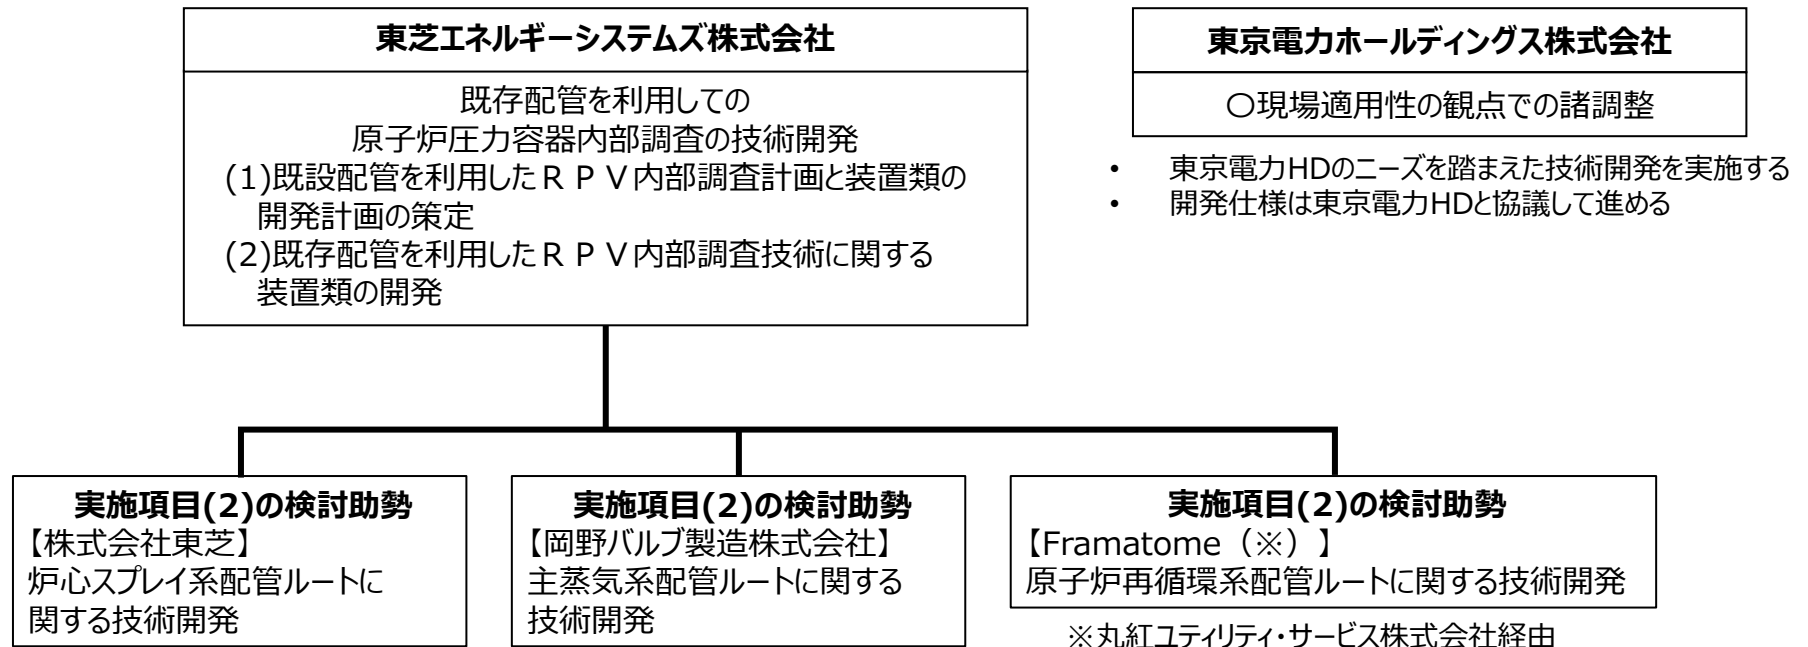 東芝エネルギーシステムズ株式会社
既存配管を利用しての
原子炉圧力容器内部調査の技術開発
(1)既設配管を利用したＲＰＶ内部調査計画と装置類の
開発計画の策定
(2)既存配管を利用したＲＰＶ内部調査技術に関する
装置類の開発
東京電力ホールディングス株式会社
〇現場適用性の観点での諸調整
• 東京電力HDのニーズを踏まえた技術開発を実施する
• 開発仕様は東京電力HDと協議して進める
実施項目(2)の検討助勢
【株式会社東芝】
炉心スプレイ系配管ルートに
関する技術開発
実施項目(2)の検討助勢
【岡野バルブ製造株式会社】
主蒸気系配管ルートに関する
技術開発
実施項目(2)の検討助勢
【Framatome（※）】
原子炉再循環系配管ルートに関する技術開発
※丸紅ユティリティ・サービス株式会社経由